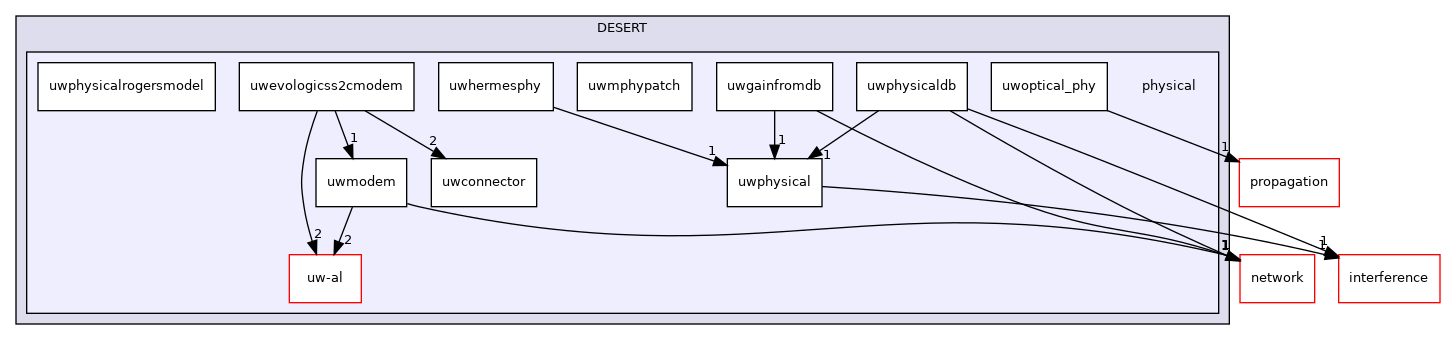 DESERT
uwphysicalrogersmodel
uwevologicss2cmodem
uwhermesphy
uwmphypatch
uwgainfromdb
uwphysicaldb
uwoptical_phy
physical
1
2
1
1
1
1
uwmodem
uwconnector
uwphysical
propagation
2
2
1
1
1
uw-al
network
interference